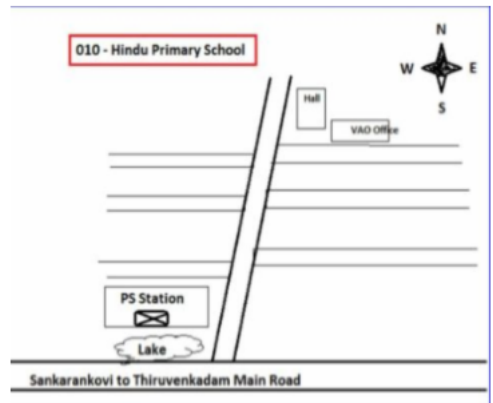 N
010 - Hindu Primary School
W E
S
Hall
VAO Office
PS Station
Lake
Sankarankovi to Thiruvenkadam Main Road